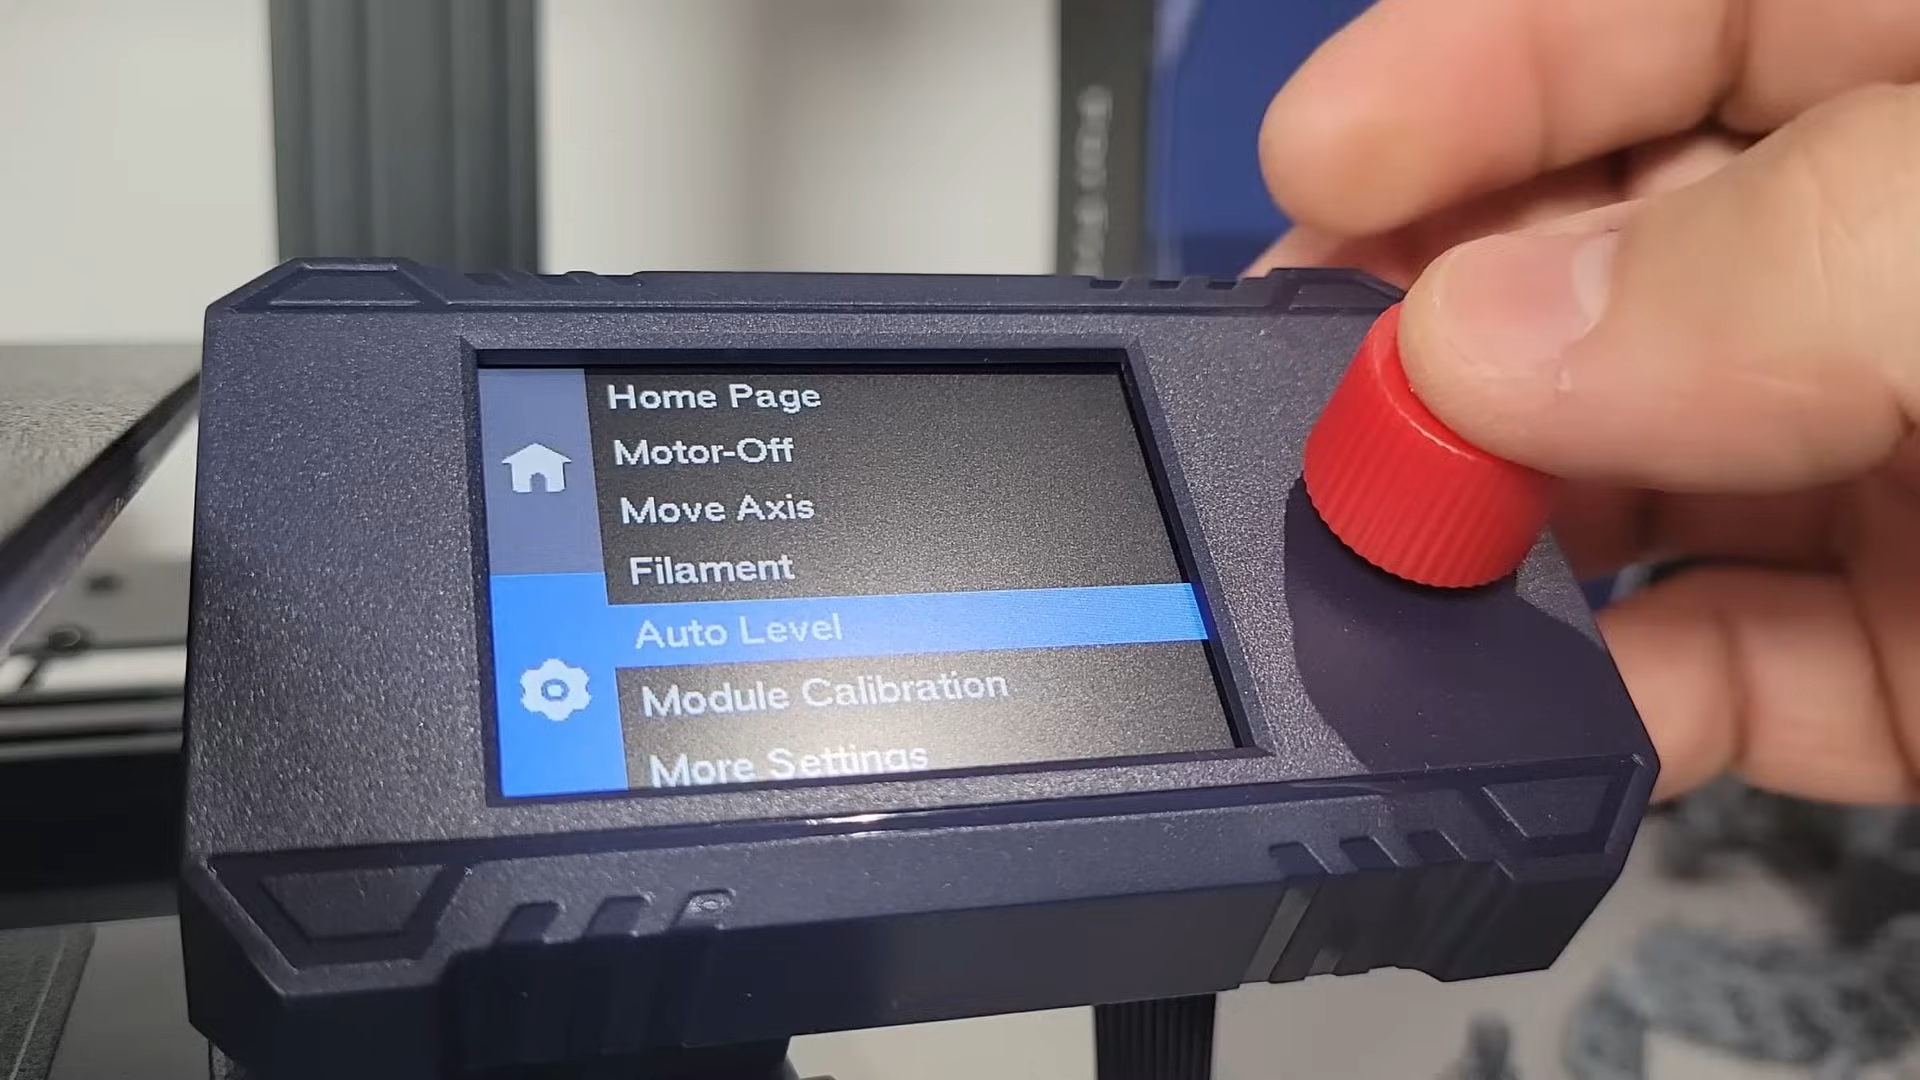 Home Page
Motor-Off
Move Axis
Filament
Auto Level
Module Calibration
More Settings